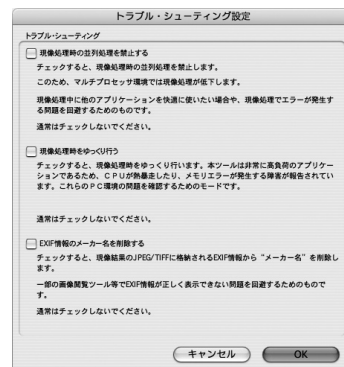 トラブル・シューティング設定
トラブル・シューティング
現像処理時の並列処理を禁止する
チェックすると、現像処理時の並列処理を禁止します。
このため、マルチプロセッサ環境では現像処理が低下します。
現像処理中に他のアプリケーションを快適に使いたい場合や、現像処理でエラーが発生す
る問題を回避するためのものです。
通常はチェックしないでください。
現像処理時をゆっくり行う
チェックすると、現像処理時をゆっくり行います。本ツールは非常に高負荷のアプリケー
ションであるため、ＣＰＵが熱暴走したり、メモリエラーが発生する障害が報告されてい
ます。これらのＰＣ環境の問題を確認するためのモードです。
通常はチェックしないでください。
EXIF情報のメーカー名を削除する
チェックすると、現像結果のJPEG/TIFFに格納されるEXIF情報から“メーカー名”を削除し
ます。
一部の画像閲覧ツール等でEXIF情報が正しく表示できない問題を回避するためのもので
す。
通常はチェックしないでください。
キャンセル
OK